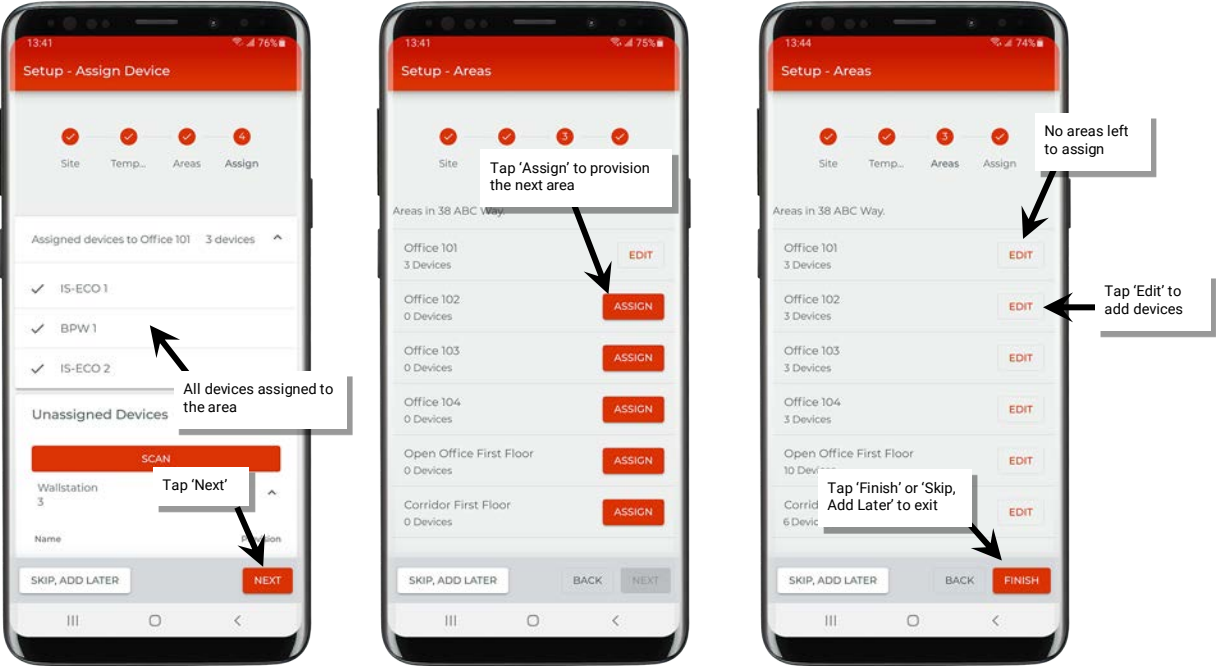 13:41
76%
Setup - Assign Device
4
Site Temp... Areas Assign
Assigned devices to Office 101 3 devices
IS-ECO 1
BPW 1
IS-ECO 2
All devices assigned to
the area
Unassigned Devices
SCAN
Wallstation
3
Tap ‘Next’
Name
SKIP, ADD LATER NEXT
13:41
75%
Setup - Areas
3
Site
Tap ‘Assign’ to provision
the next area
Areas in 38 ABC Way.
Office 101
3 Devices
EDIT
Office 102
0 Devices
ASSIGN
Office 103
0 Devices
ASSIGN
Office 104
0 Devices
ASSIGN
Open Office First Floor
0 Devices
ASSIGN
Corridor First Floor
0 Devices
ASSIGN
SKIP, ADD LATER BACK NEXT
13:44
74%
Setup - Areas
3
Site Temp... Areas Assign
No areas left
to assign
Areas in 38 ABC Way.
Office 101
3 Devices
EDIT
Office 102
3 Devices
EDIT
Tap ‘Edit’ to
add devices
Office 103
3 Devices
EDIT
Office 104
3 Devices
EDIT
Open Office First Floor
10
EDIT
Tap ‘Finish’ or ‘Skip,
Add Later’ to exit
6
EDIT
SKIP, ADD LATER BACK FINISH